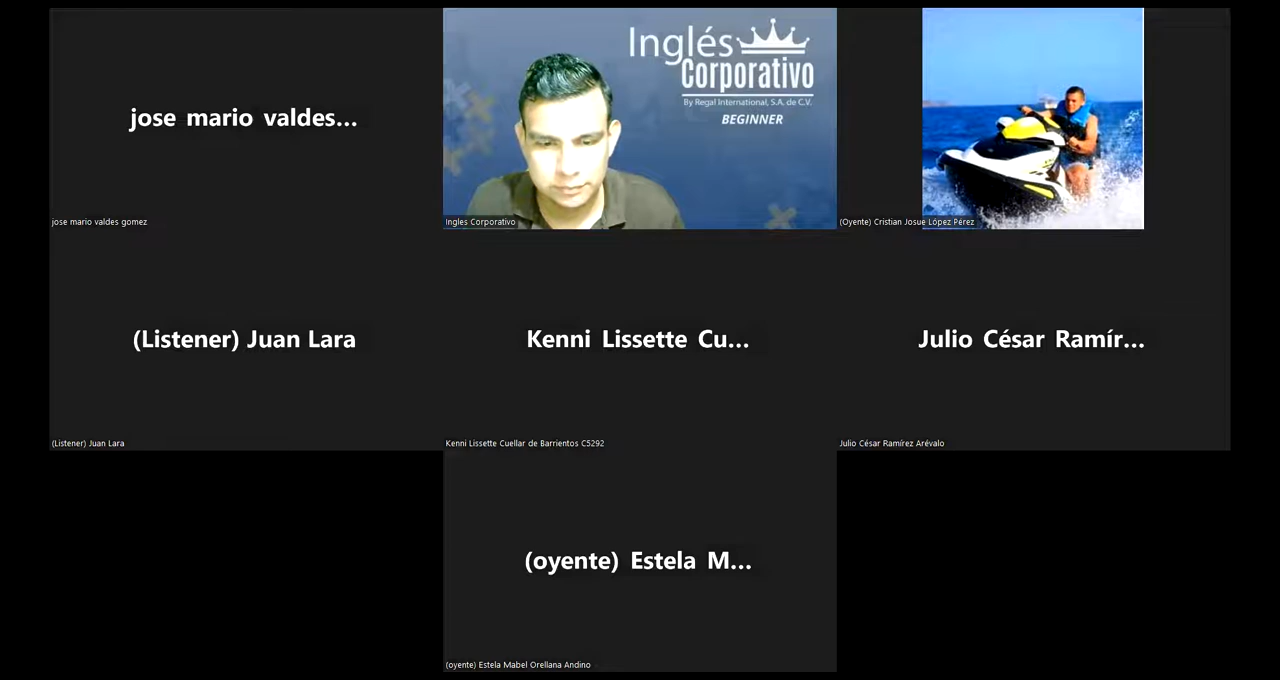 jose mario valdes...
jose mario valdes gomez
Inglés
Corporativo
By Regal International, S.A. de C.V.
BEGINNER
Ingles Corporativo
(Oyente) Cristian Josue López Pérez
(Listener) Juan Lara
(Listener) Juan Lara
Kenni Lissette Cu...
Kenni Lissette Cuellar de Barrientos C5292
Julio César Ramír...
Julio César Ramírez Arévalo
(oyente) Estela M...
(oyente) Estela Mabel Orellana Andino